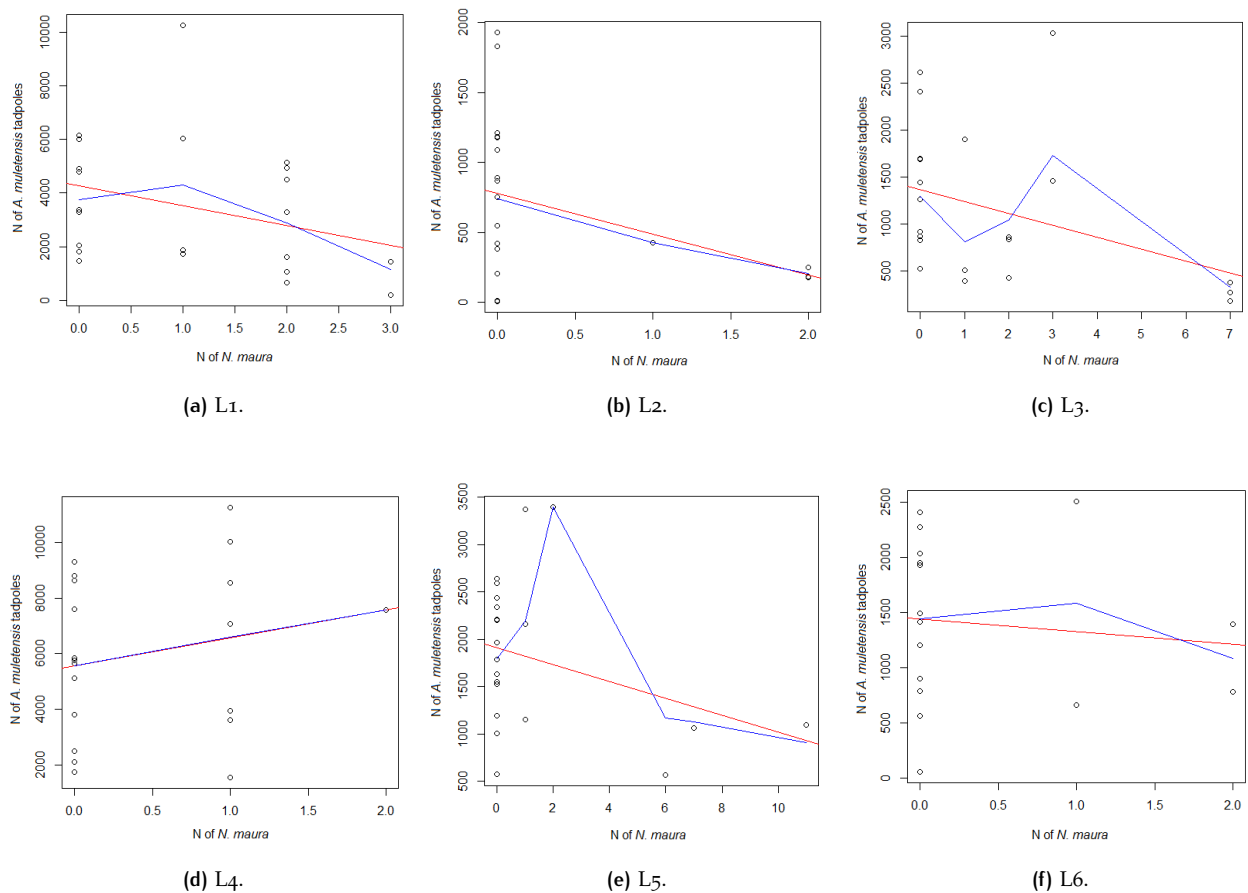 N of A. muletensis tadpoles
10000
8000
6000
4000
2000
0
0.0 0.5 1.0 1.5 2.0 2.5 3.0
N of N. maura
(a) L1.
N of A. muletensis tadpoles
2000
1500
1000
500
0
0.0 0.5 1.0 1.5 2.0
N of N. maura
(b) L2.
N of A. muletensis tadpoles
3000
2500
2000
1500
1000
500
0 1 2 3 4 5 6 7
N of N. maura
(c) L3.
N of A. muletensis tadpoles
10000
8000
6000
4000
2000
0.0 0.5 1.0 1.5 2.0
N of N. maura
(d) L4.
N of A. muletensis tadpoles
3500
3000
2500
2000
1500
1000
500
0 2 4 6 8 10
N of N. maura
(e) L5.
N of A. muletensis tadpoles
2500
2000
1500
1000
500
0
0.0 0.5 1.0 1.5 2.0
N of N. maura
(f) L6.